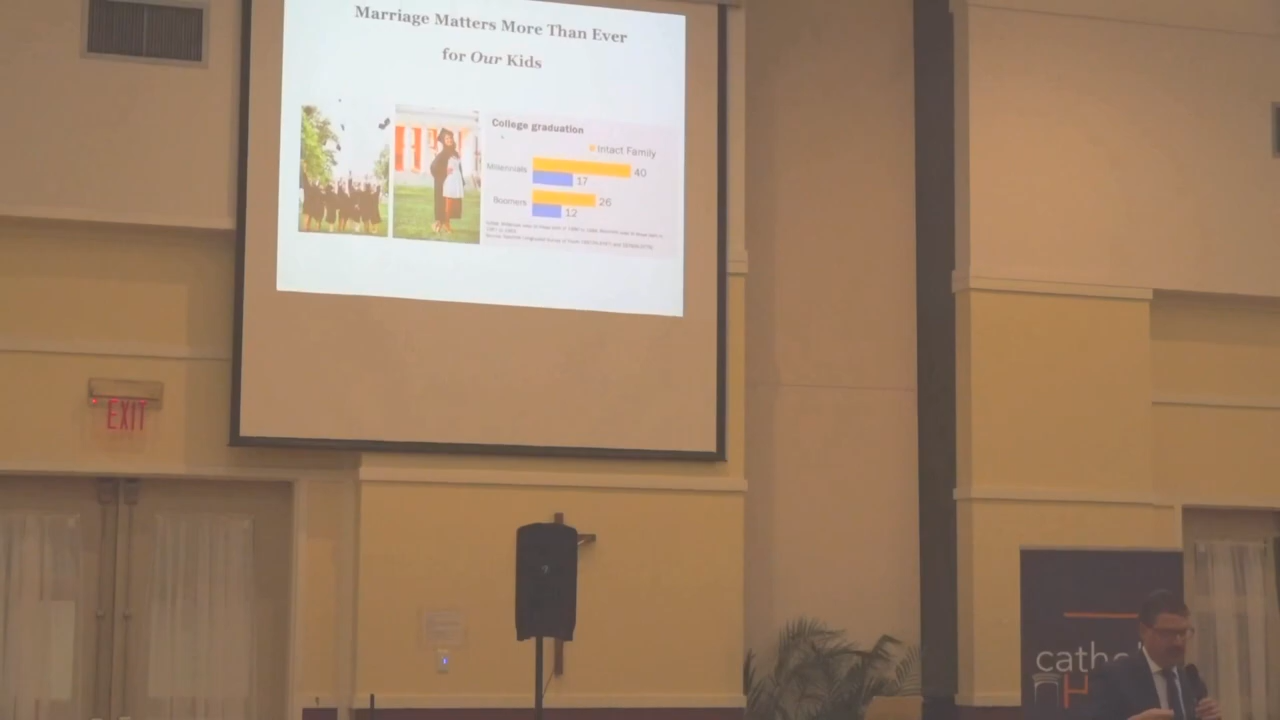 Marriage Matters More Than Ever
for Our Kids
College graduation
Intact Family
Millennials
40
17
Boomers
26
12
EXIT
cath
H